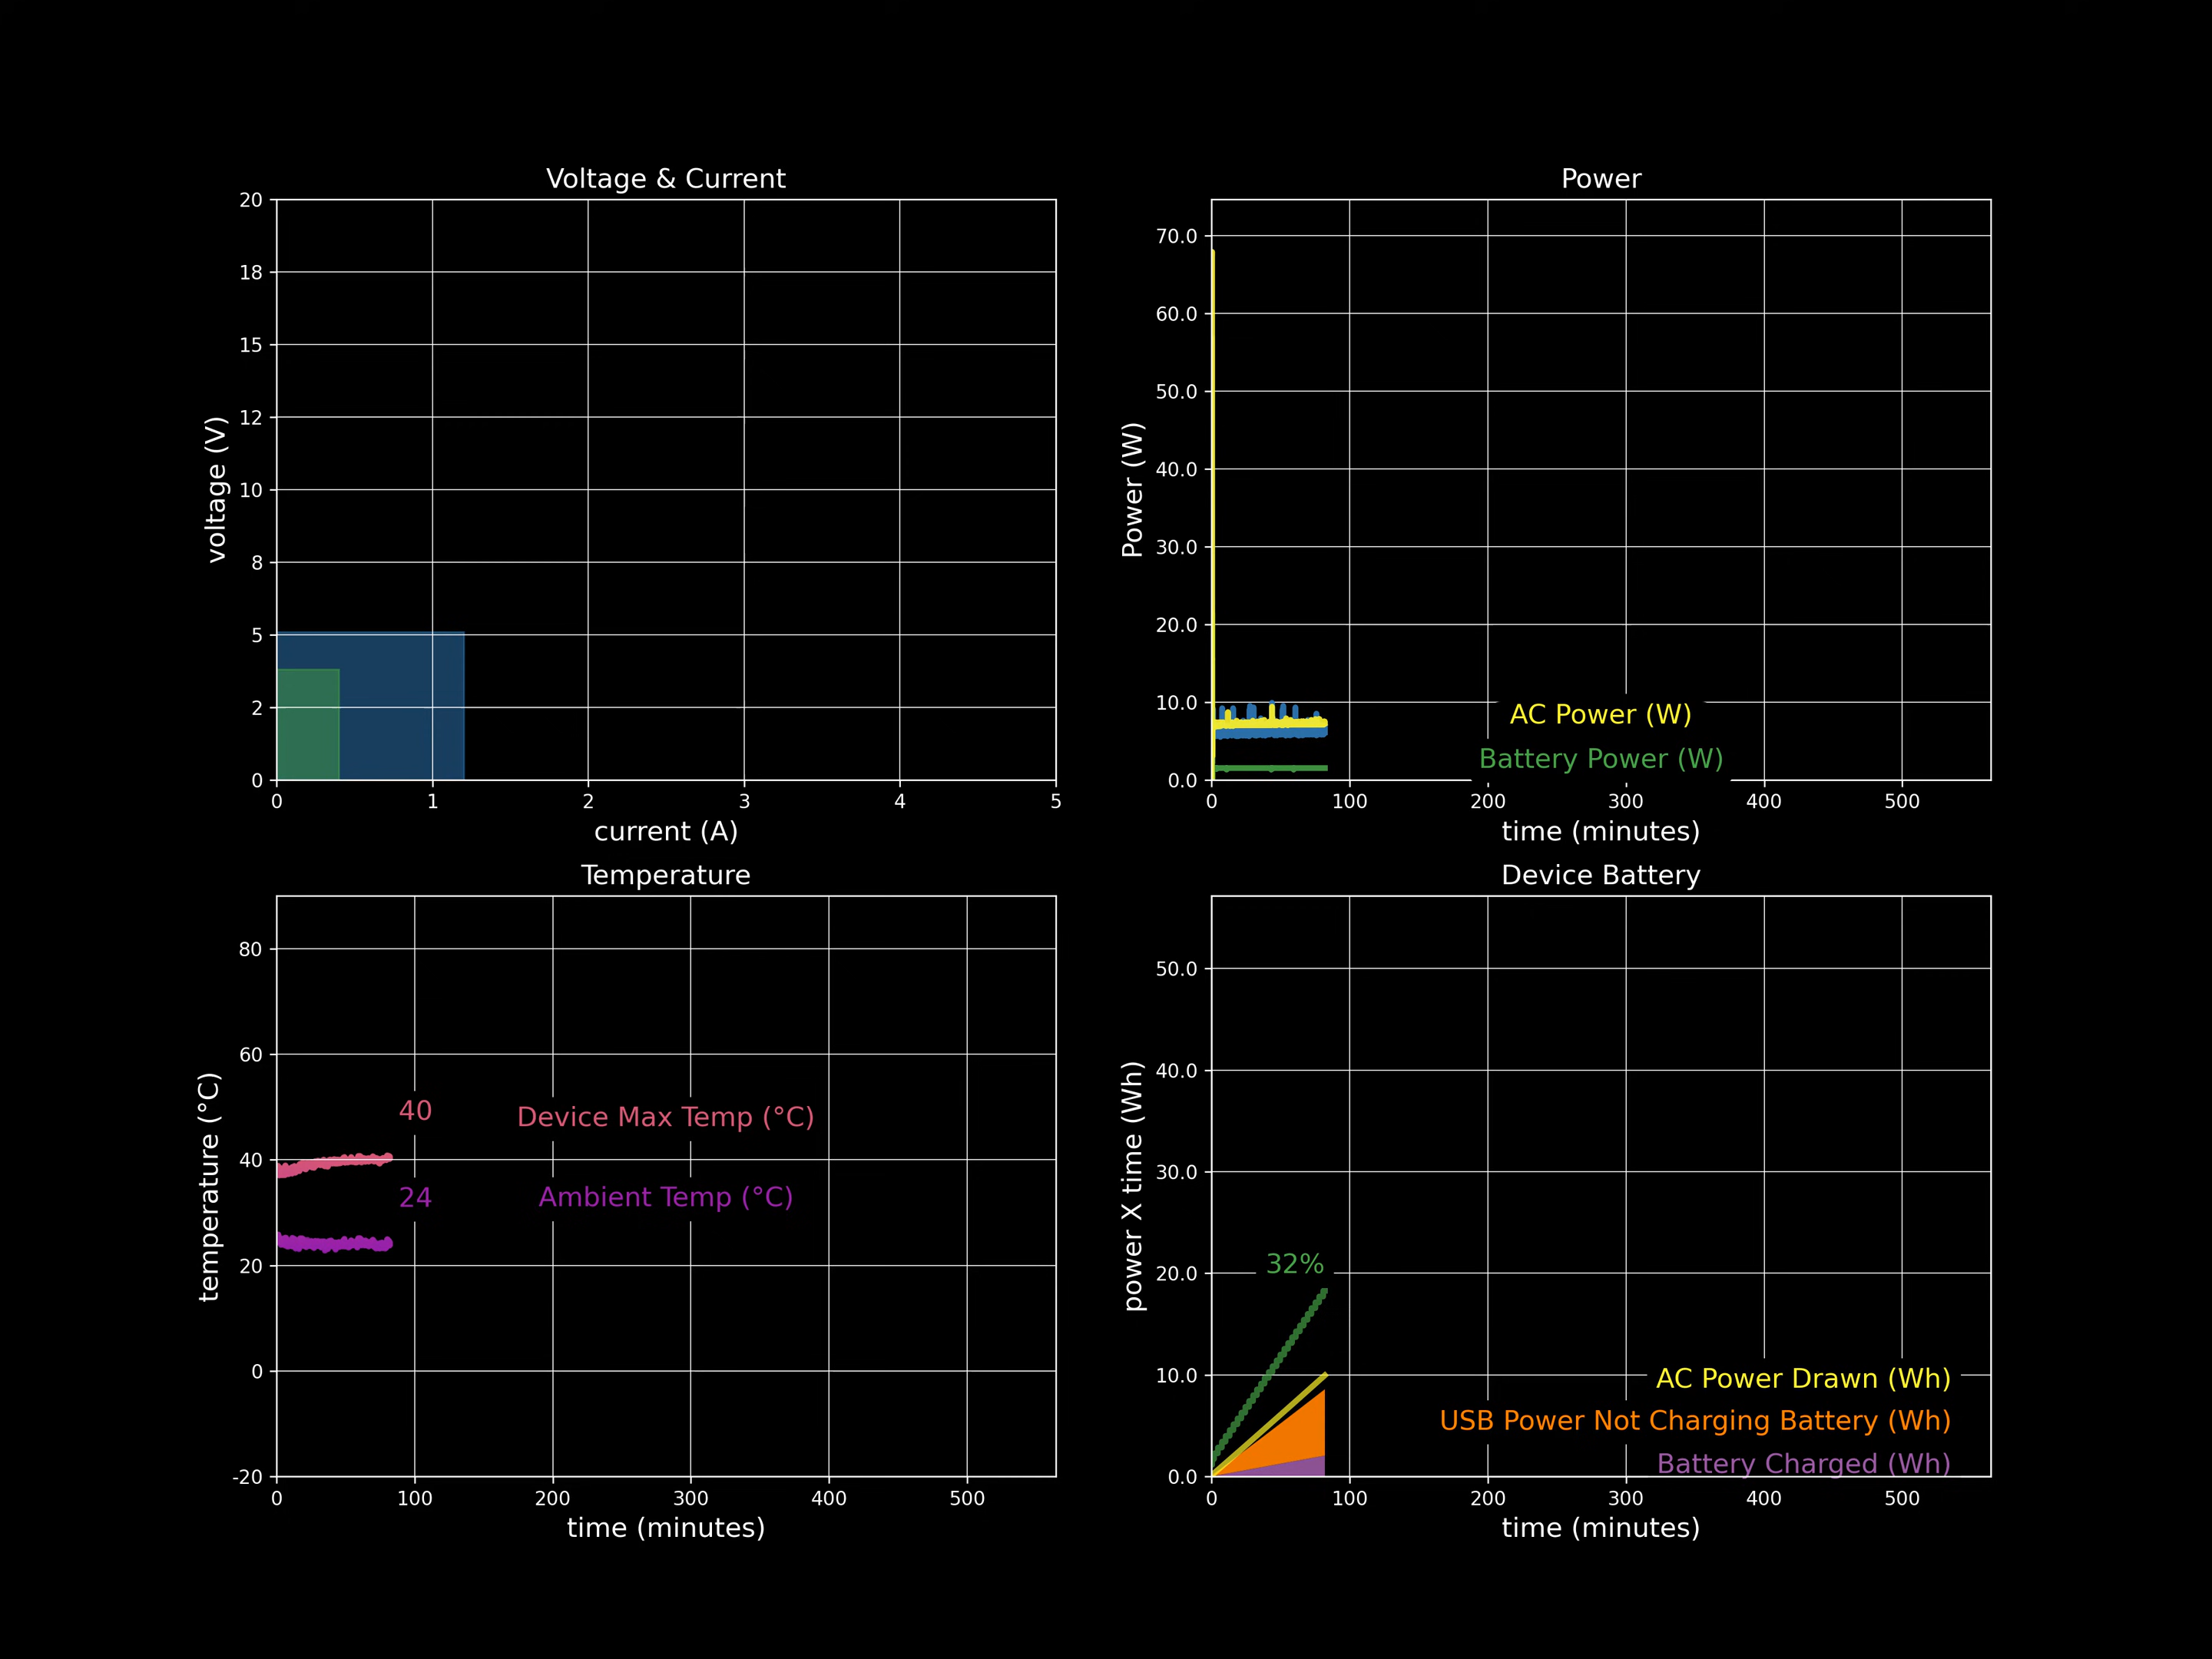 Voltage & Current
20
18
15
12
10
8
5
2
0
voltage (V)
0 1 2 3 4 5
current (A)
Power
70.0
60.0
50.0
40.0
30.0
20.0
10.0
0.0
Power (W)
AC Power (W)
Battery Power (W)
0 100 200 300 400 500
time (minutes)
Temperature
80
60
40
20
0
-20
temperature (°C)
40
Device Max Temp (°C)
24
Ambient Temp (°C)
0 100 200 300 400 500
time (minutes)
Device Battery
50.0
40.0
30.0
20.0
10.0
0.0
power X time (Wh)
32%
AC Power Drawn (Wh)
USB Power Not Charging Battery (Wh)
Battery Charged (Wh)
0 100 200 300 400 500
time (minutes)